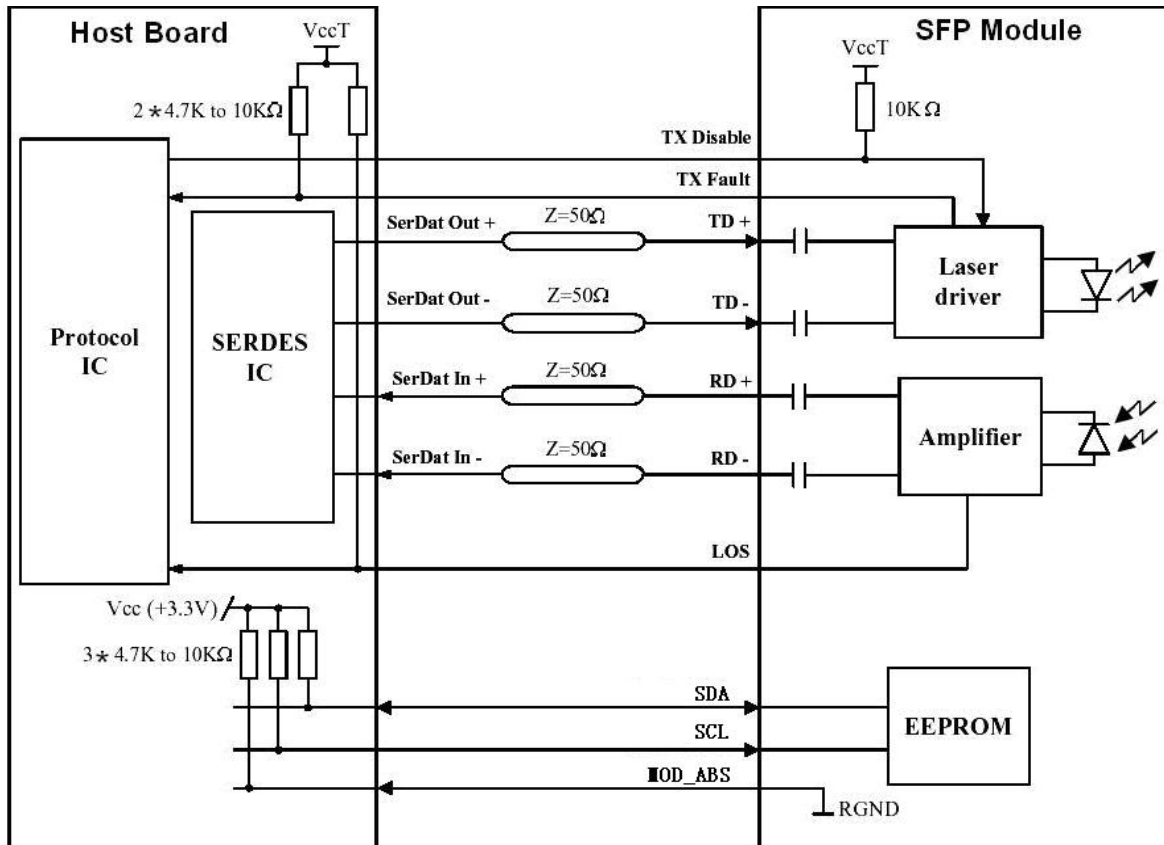 Host Board
SFP Module
VccT
VccT
2*4.7K to 10KΩ
10KΩ
TX Disable
TX Fault
SerDat Out +
Z=50Ω
TD +
Laser
driver
SerDat Out -
Z=50Ω
TD -
Protocol
IC
SERDES
IC
SerDat In +
Z=50Ω
RD +
Amplifier
SerDat In -
Z=50Ω
RD -
LOS
Vcc (+3.3V)
3*4.7K to 10KΩ
SDA
SCL
EEPROM
MOD_ABS
RGND